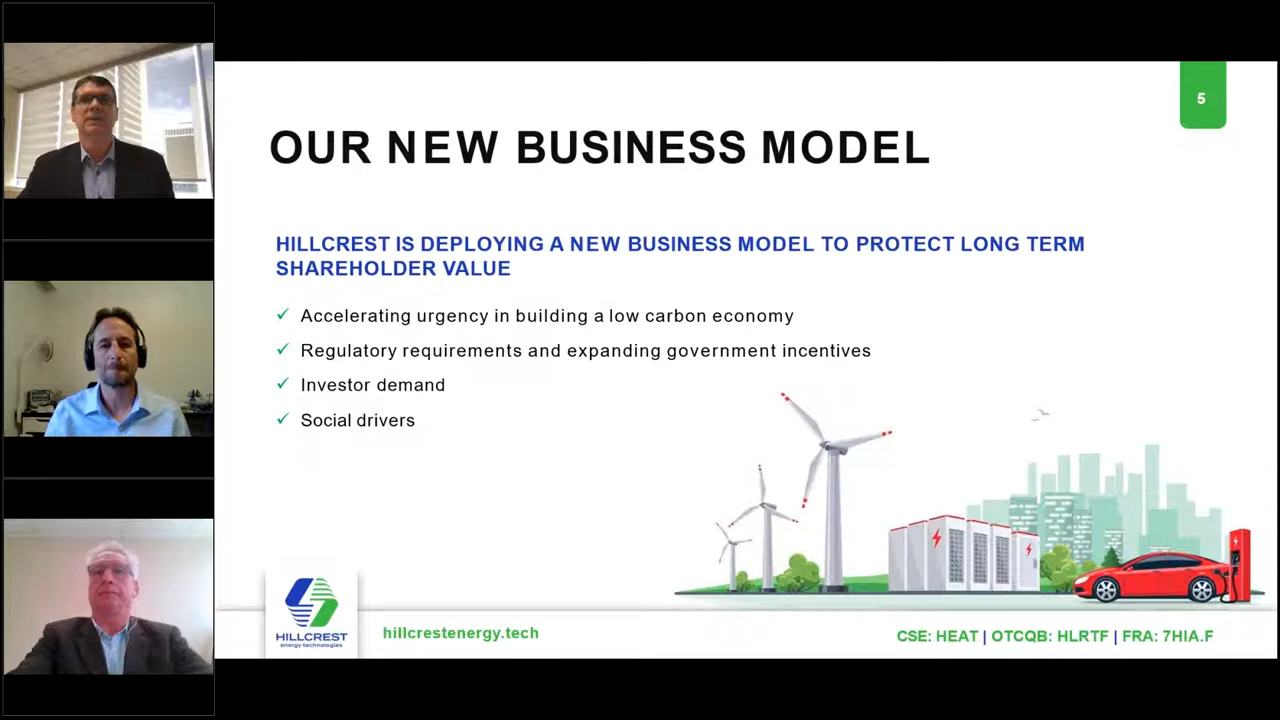 5
OUR NEW BUSINESS MODEL
HILLCREST IS DEPLOYING A NEW BUSINESS MODEL TO PROTECT LONG TERM
SHAREHOLDER VALUE
✓ Accelerating urgency in building a low carbon economy
✓ Regulatory requirements and expanding government incentives
✓ Investor demand
✓ Social drivers
HILLCREST
energy technologies
hillcrestenergy.tech
CSE: HEAT | OTCQB: HLRTF | FRA: 7HIA.F